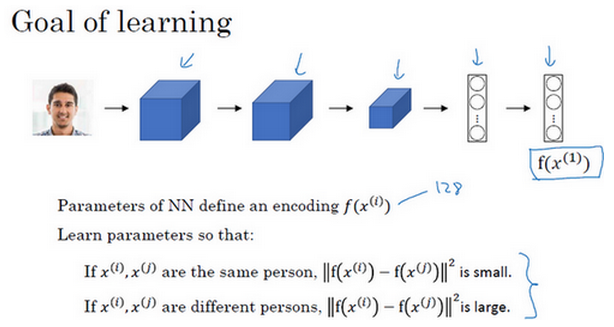 Goal of learning
f(x⁽¹⁾)
128
Parameters of NN define an encoding f(x⁽ⁱ⁾)
Learn parameters so that:
If x⁽ⁱ⁾, x⁽ʲ⁾ are the same person, ‖f(x⁽ⁱ⁾) − f(x⁽ʲ⁾)‖² is small.
If x⁽ⁱ⁾, x⁽ʲ⁾ are different persons, ‖f(x⁽ⁱ⁾) − f(x⁽ʲ⁾)‖² is large.